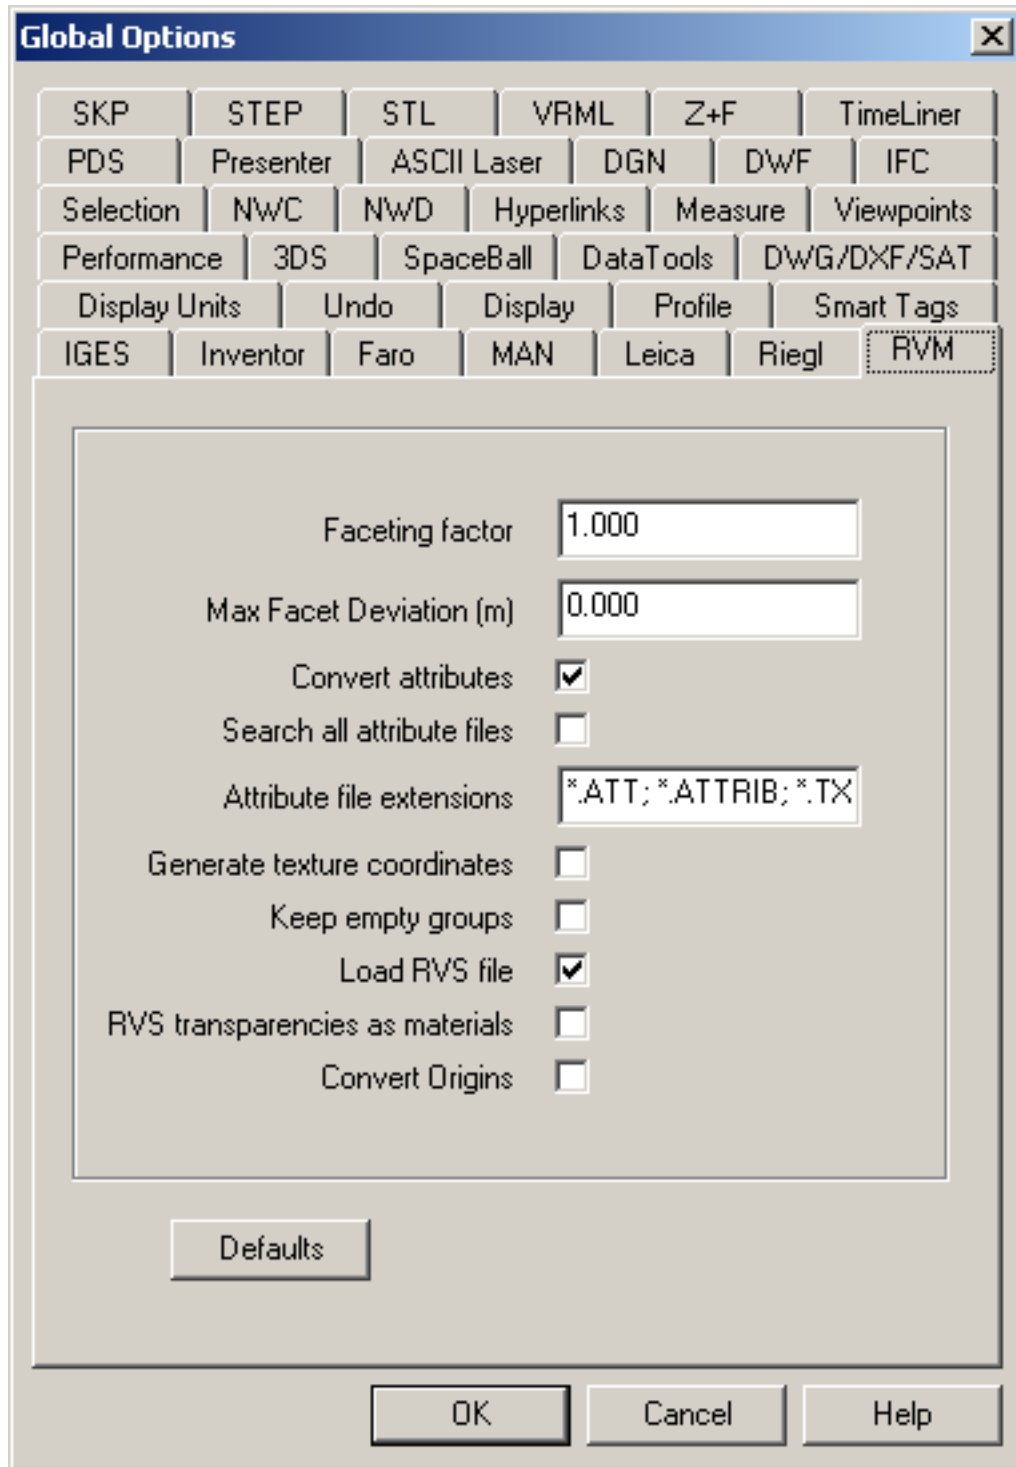 Global Options
SKP STEP STL VRML Z+F TimeLiner
PDS Presenter ASCII Laser DGN DWF IFC
Selection NWC NWD Hyperlinks Measure Viewpoints
Performance 3DS SpaceBall DataTools DWG/DXF/SAT
Display Units Undo Display Profile Smart Tags
IGES Inventor Faro MAN Leica Riegl RVM
Faceting factor 1.000
Max Facet Deviation (m) 0.000
Convert attributes
Search all attribute files
Attribute file extensions *.ATT; *.ATTRIB; *.TX
Generate texture coordinates
Keep empty groups
Load RVS file
RVS transparencies as materials
Convert Origins
Defaults
OK Cancel Help